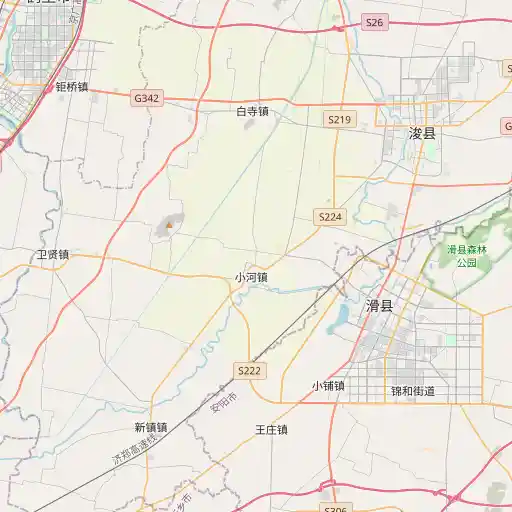 S26
钜桥镇
G342
白寺镇
S219
浚县
S224
滑县森林
公园
卫贤镇
小河镇
滑县
S222
小铺镇
锦和街道
安阳市
新镇镇
王庄镇
济郑高速线
S306